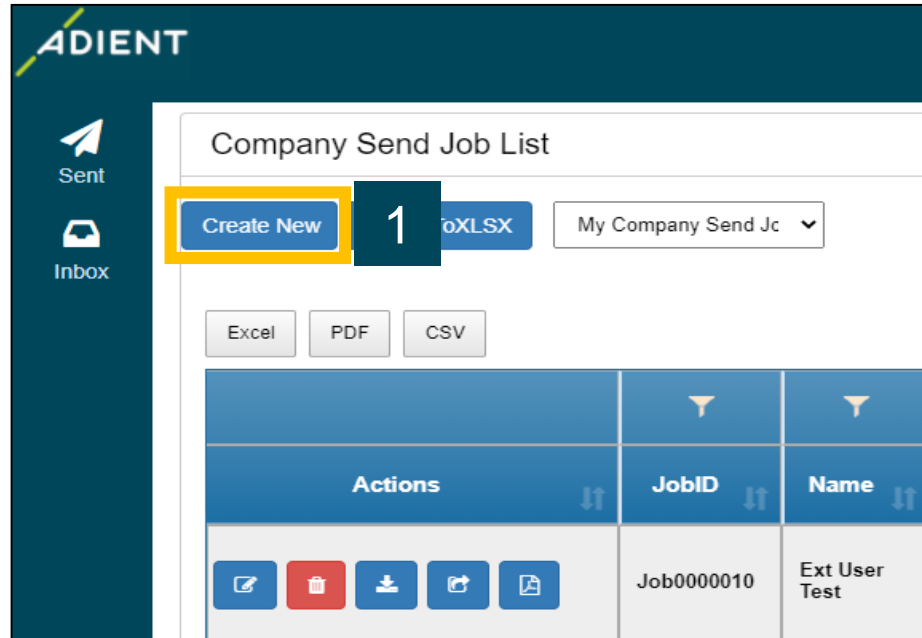 ADIENT
Sent
Inbox
Company Send Job List
Create New 1 oXLSX My Company Send Jc
Excel PDF CSV
Actions JobID Name
Job0000010 Ext User
Test